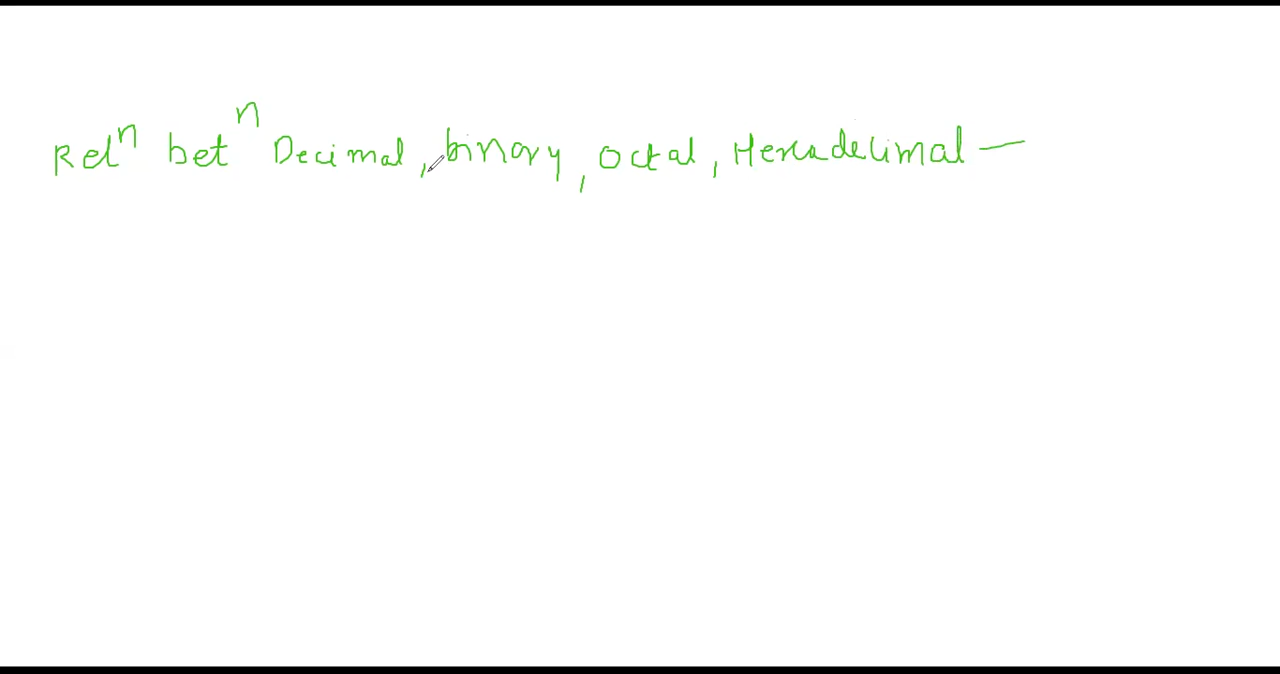 Relⁿ betⁿ Decimal, binary, Octal, Hexadecimal —